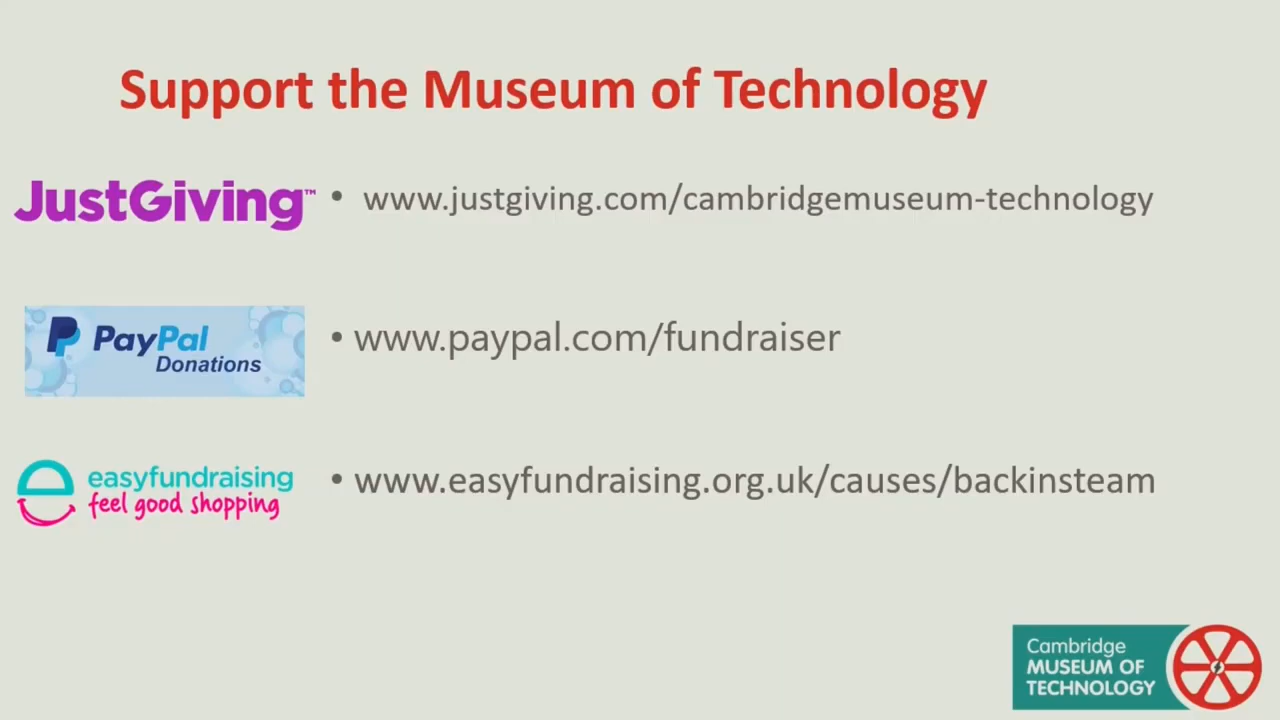 Support the Museum of Technology
JustGiving™
• www.justgiving.com/cambridgemuseum-technology
PayPal
Donations
• www.paypal.com/fundraiser
easyfundraising
feel good shopping
• www.easyfundraising.org.uk/causes/backinsteam
Cambridge
MUSEUM OF
TECHNOLOGY